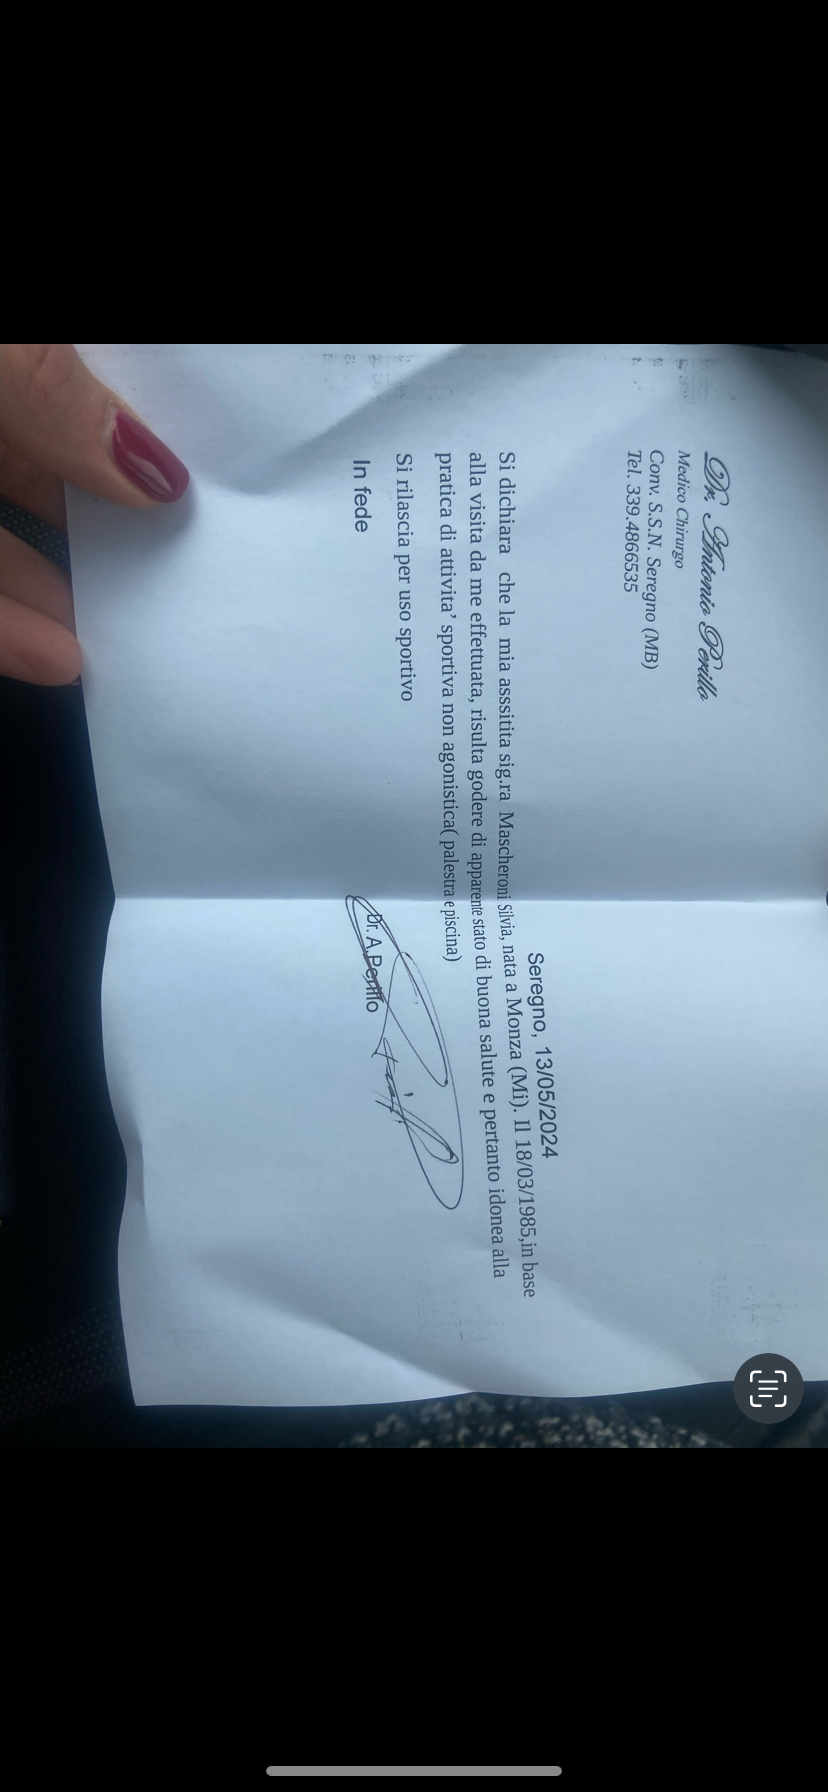 Dr. Antonio Perillo
Medico Chirurgo
Conv. S.S.N. Seregno (MB)
Tel. 339.4866535
Seregno, 13/05/2024
Si dichiara che la mia asssitita sig.ra Mascheroni Silvia, nata a Monza (Mi). Il 18/03/1985,in base
alla visita da me effettuata, risulta godere di apparente stato di buona salute e pertanto idonea alla
pratica di attivita’ sportiva non agonistica( palestra e piscina)
Si rilascia per uso sportivo
In fede
Dr. A.Perillo